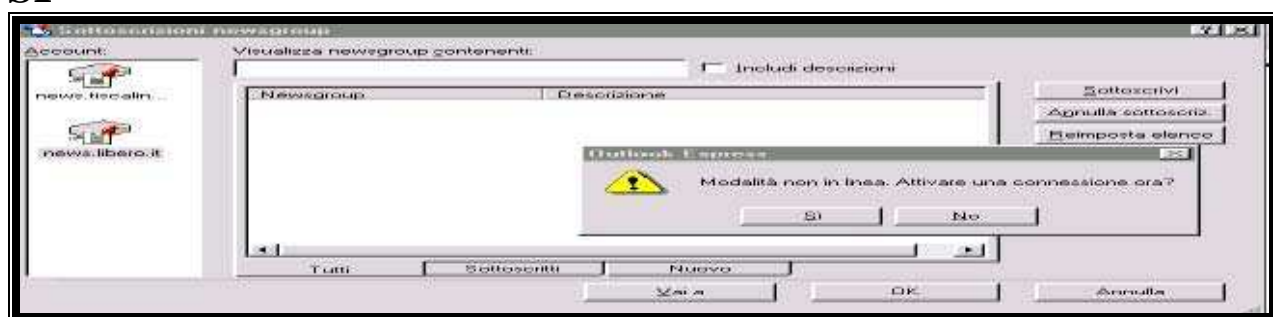 Sottoscrizioni newsgroup
Account:
Visualizza newsgroup contenenti:
Includi descrizioni
news.tiscalin...
news.libero.it
Newsgroup
Descrizione
Sottoscrivi
Annulla sottoscriz.
Reimposta elenco
Outlook Express
Modalità non in linea. Attivare una connessione ora?
Sì
No
Tutti
Sottoscritti
Nuovo
Vai a
OK
Annulla